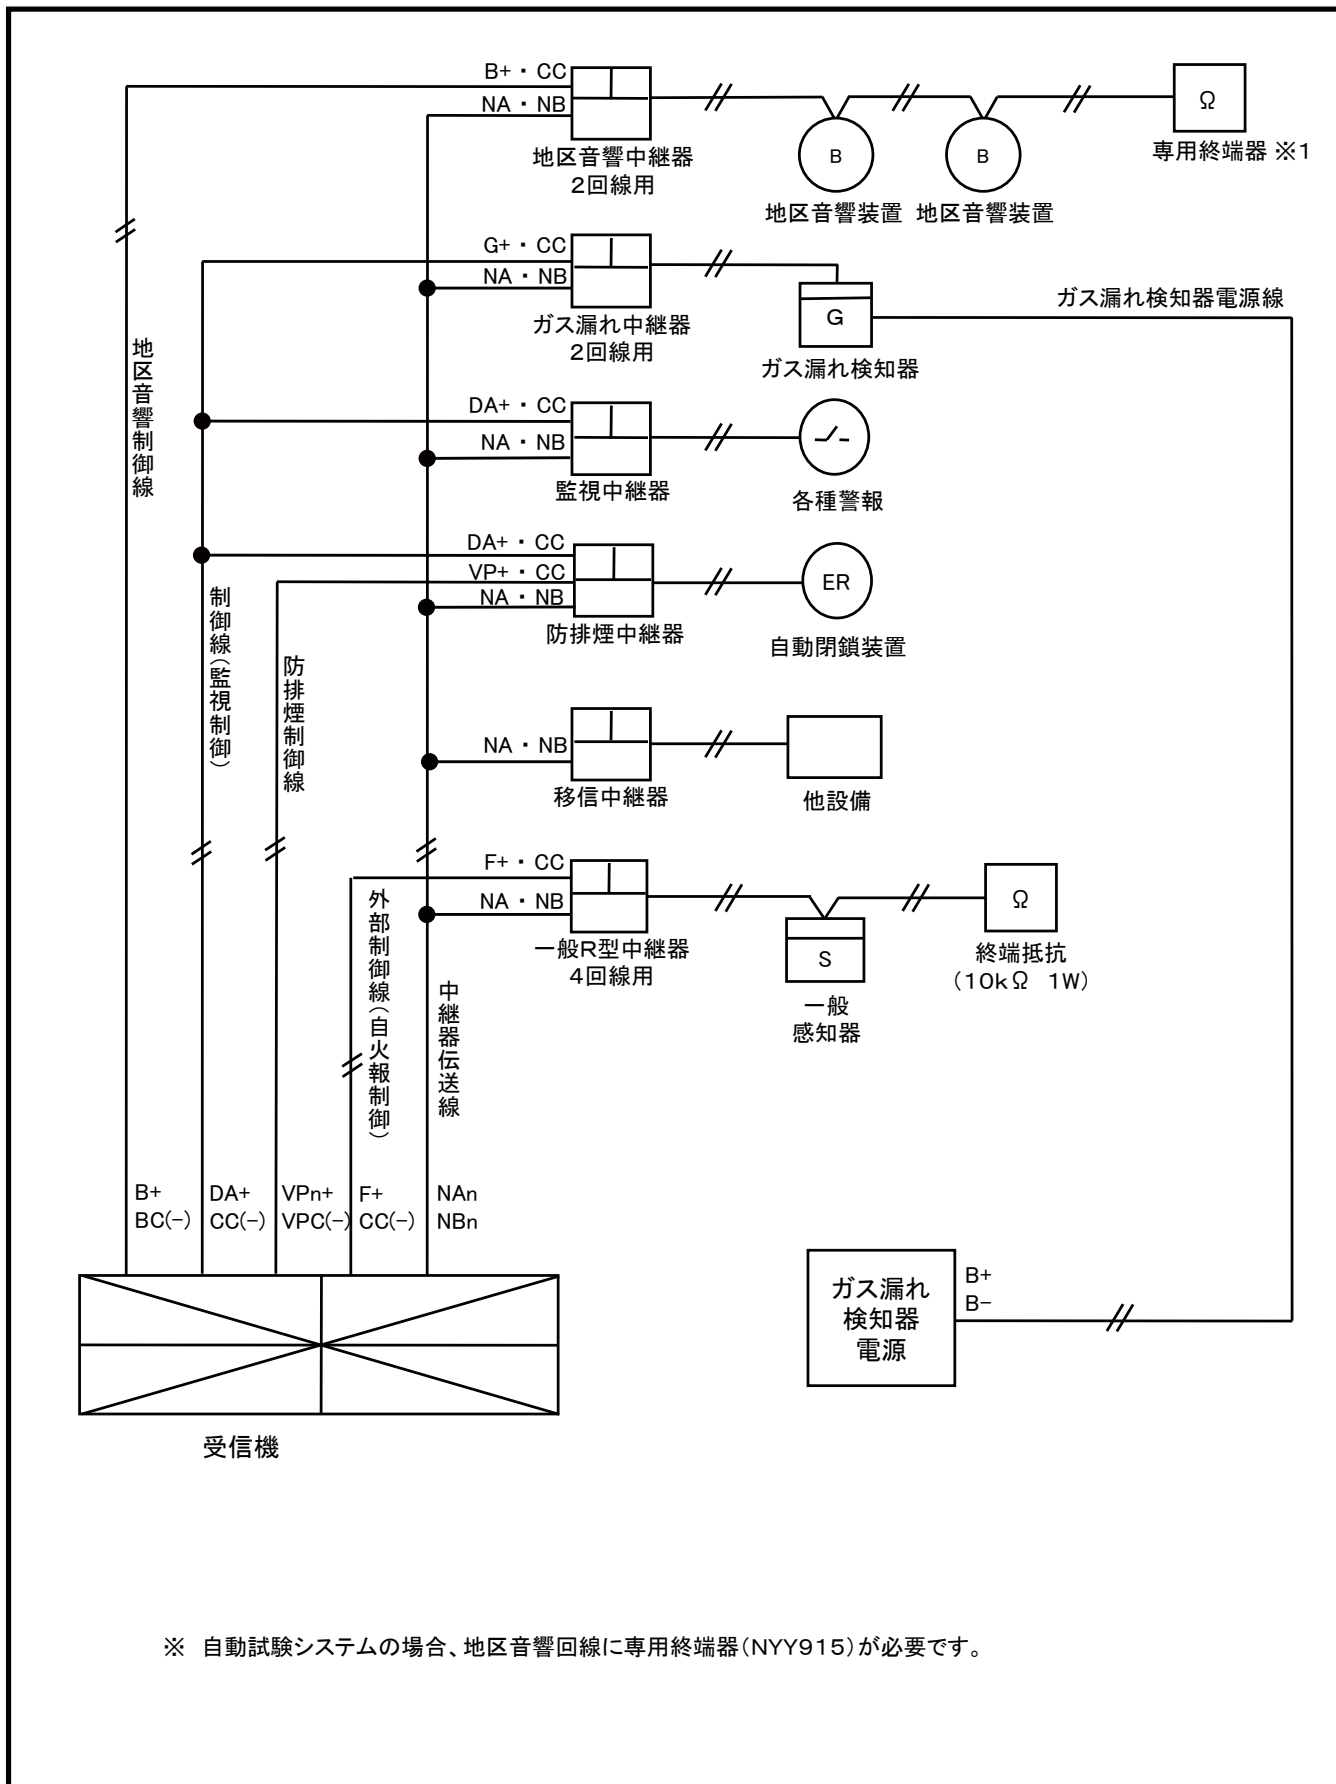 B+・CC
NA・NB
地区音響中継器
2回線用
B
B
地区音響装置
地区音響装置
Ω
専用終端器 ※1
G+・CC
NA・NB
ガス漏れ中継器
2回線用
G
ガス漏れ検知器
ガス漏れ検知器電源線
地区音響制御線
DA+・CC
NA・NB
監視中継器
各種警報
DA+・CC
VP+・CC
NA・NB
防排煙中継器
ER
自動閉鎖装置
制御線(監視制御)
防排煙制御線
NA・NB
移信中継器
他設備
F+・CC
NA・NB
一般R型中継器
4回線用
S
一般
感知器
Ω
終端抵抗
(10kΩ 1W)
外部制御線(自火報制御)
中継器伝送線
B+
BC(-)
DA+
CC(-)
VPn+
VPC(-)
F+
CC(-)
NAn
NBn
ガス漏れ
検知器
電源
B+
B-
受信機
※ 自動試験システムの場合、地区音響回線に専用終端器(NYY915)が必要です。